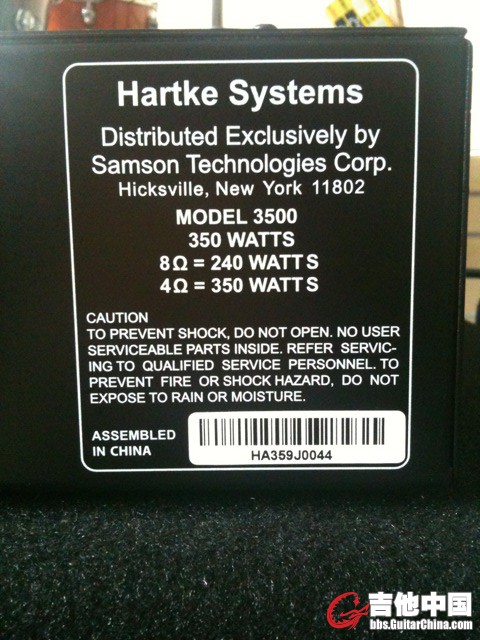 Hartke Systems
Distributed Exclusively by
Samson Technologies Corp.
Hicksville, New York 11802
MODEL 3500
350 WATTS
8Ω = 240 WATTS
4Ω = 350 WATTS
CAUTION
TO PREVENT SHOCK, DO NOT OPEN. NO USER
SERVICEABLE PARTS INSIDE. REFER SERVIC-
ING TO QUALIFIED SERVICE PERSONNEL. TO
PREVENT FIRE OR SHOCK HAZARD, DO NOT
EXPOSE TO RAIN OR MOISTURE.
ASSEMBLED
IN CHINA
HA359J0044
吉他中国
bbs.GuitarChina.com